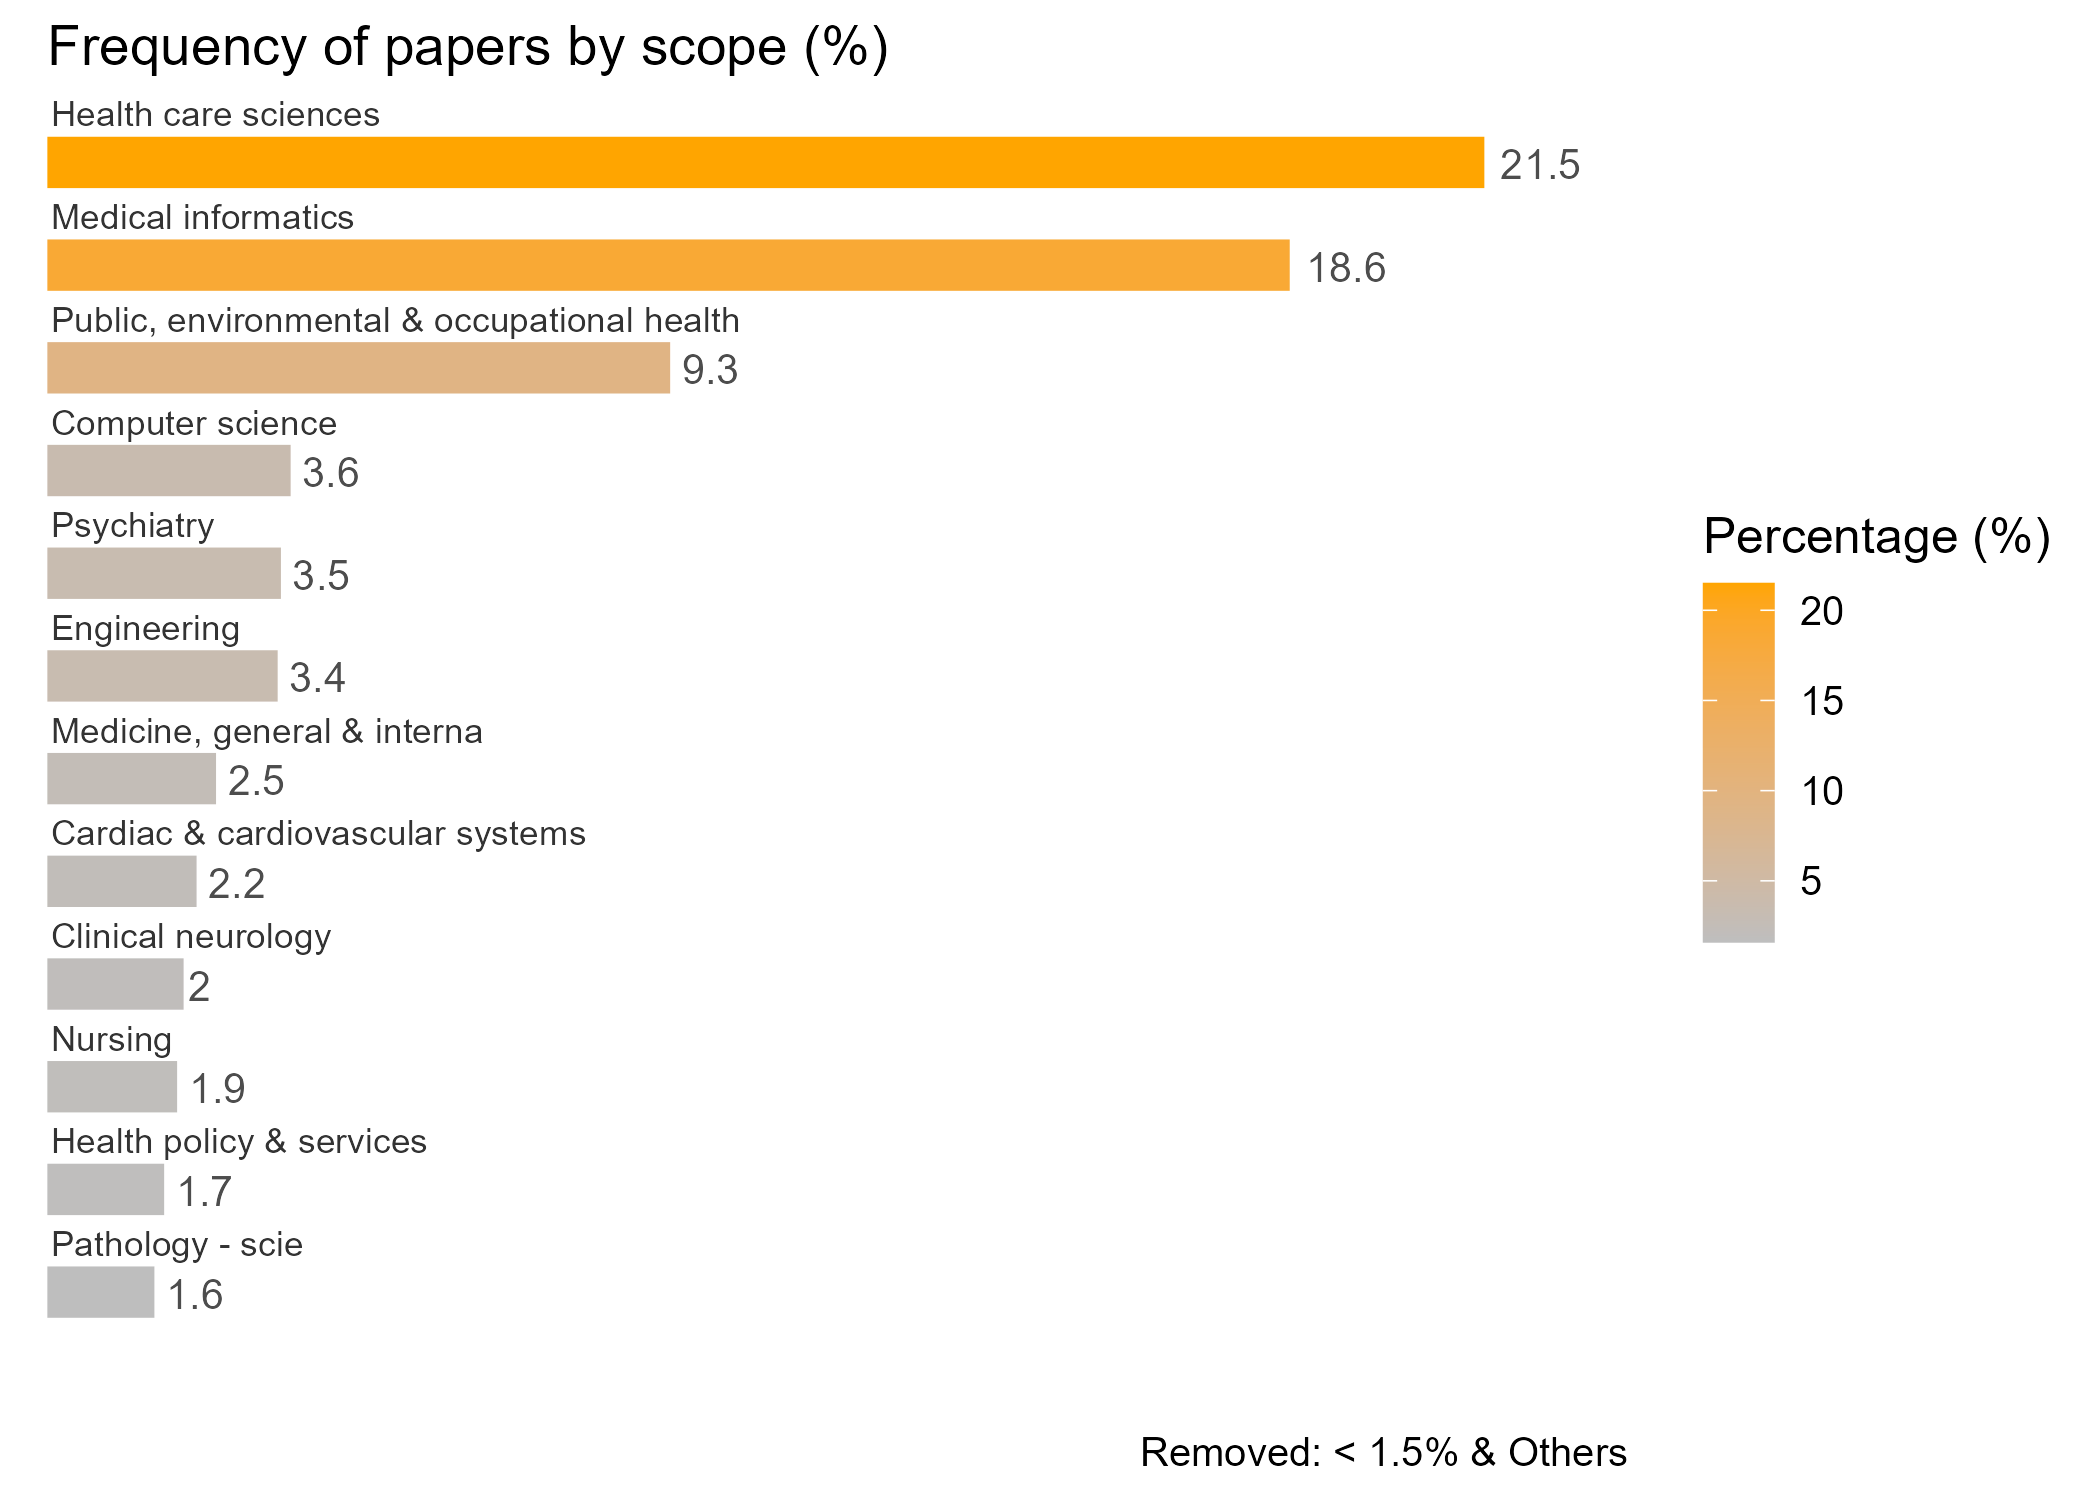 Frequency of papers by scope (%)
Health care sciences
21.5
Medical informatics
18.6
Public, environmental & occupational health
9.3
Computer science
3.6
Psychiatry
3.5
Engineering
3.4
Medicine, general & interna
2.5
Cardiac & cardiovascular systems
2.2
Clinical neurology
2
Nursing
1.9
Health policy & services
1.7
Pathology - scie
1.6
Percentage (%)
20
15
10
5
Removed: < 1.5% & Others